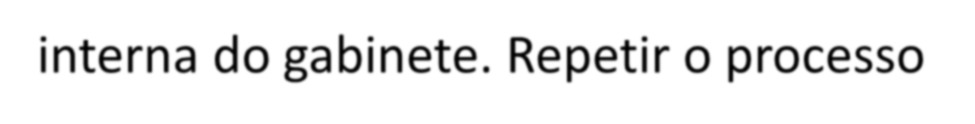 interna do gabinete. Repetir o processo